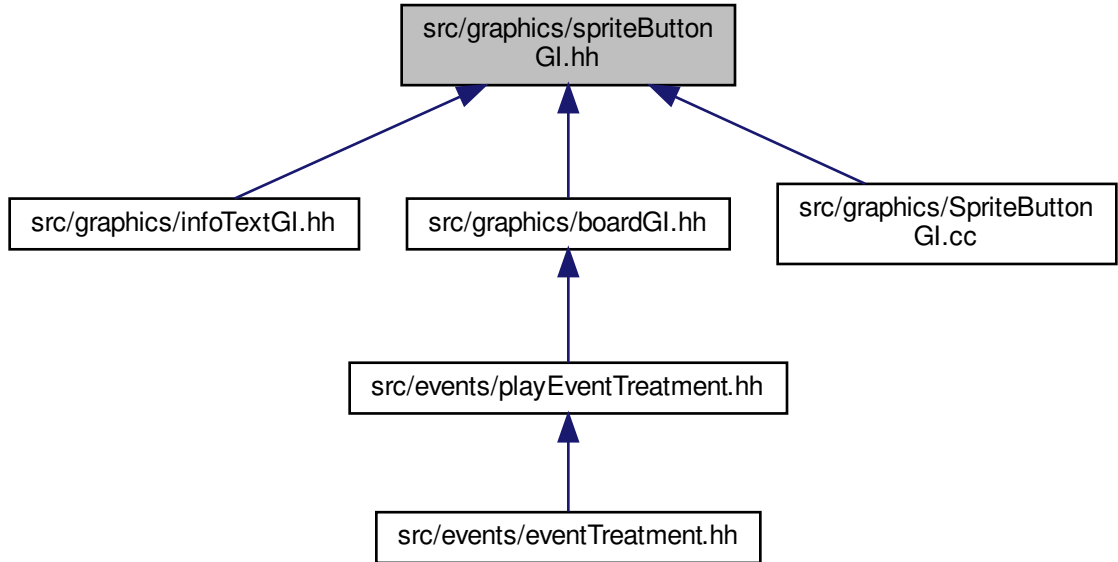 src/graphics/spriteButton
GI.hh
src/graphics/infoTextGI.hh
src/graphics/boardGI.hh
src/graphics/SpriteButton
GI.cc
src/events/playEventTreatment.hh
src/events/eventTreatment.hh